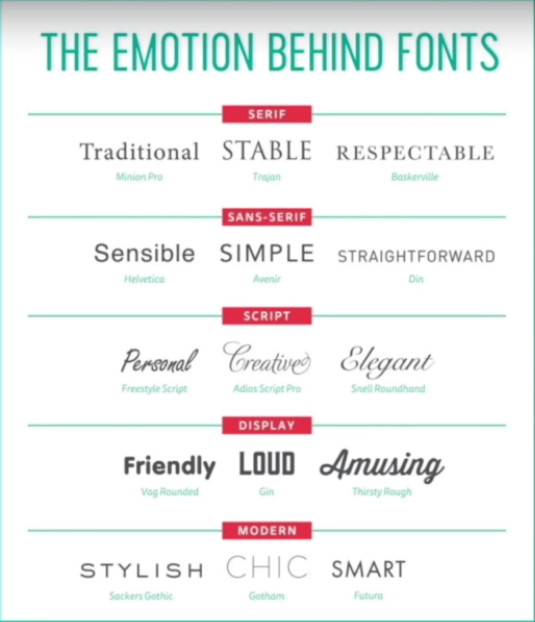 THE EMOTION BEHIND FONTS
SERIF
Traditional STABLE RESPECTABLE
Minion Pro Trajan Baskerville
SANS-SERIF
Sensible SIMPLE STRAIGHTFORWARD
Helvetica Avenir Din
SCRIPT
Personal Creative Elegant
Freestyle Script Adios Script Pro Snell Roundhand
DISPLAY
Friendly LOUD Amusing
Vag Rounded Gin Thirsty Rough
MODERN
STYLISH CHIC SMART
Sackers Gothic Gotham Futura